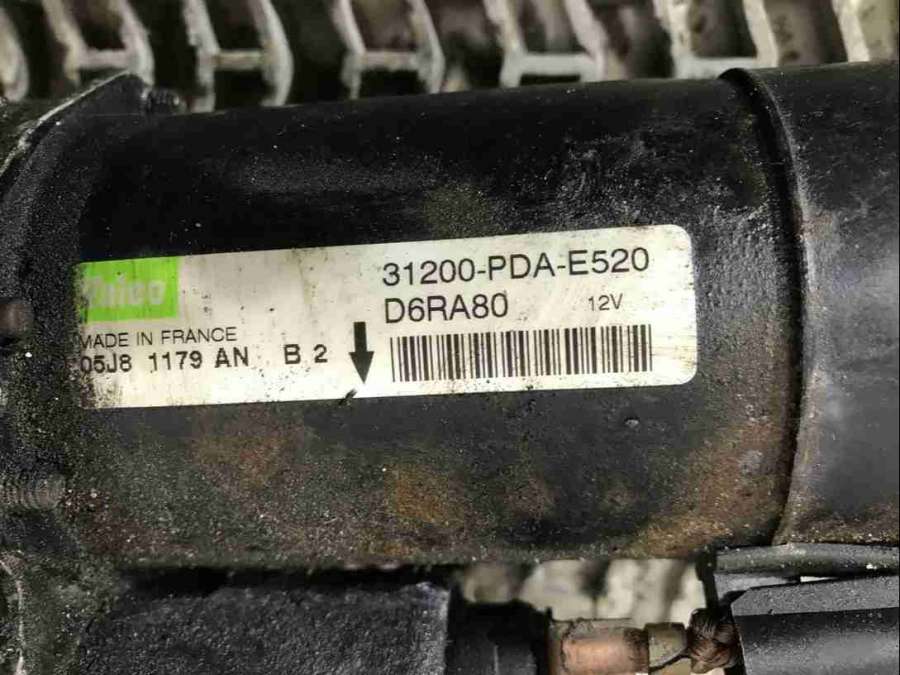 Valeo
MADE IN FRANCE
05J8 1179 AN B 2
31200-PDA-E520
D6RA80 12V